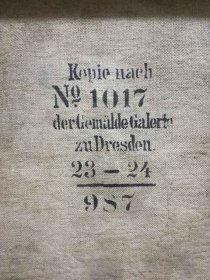 Kopie nach
No 1017
der Gemälde Galerie
zu Dresden.
23 — 24
987